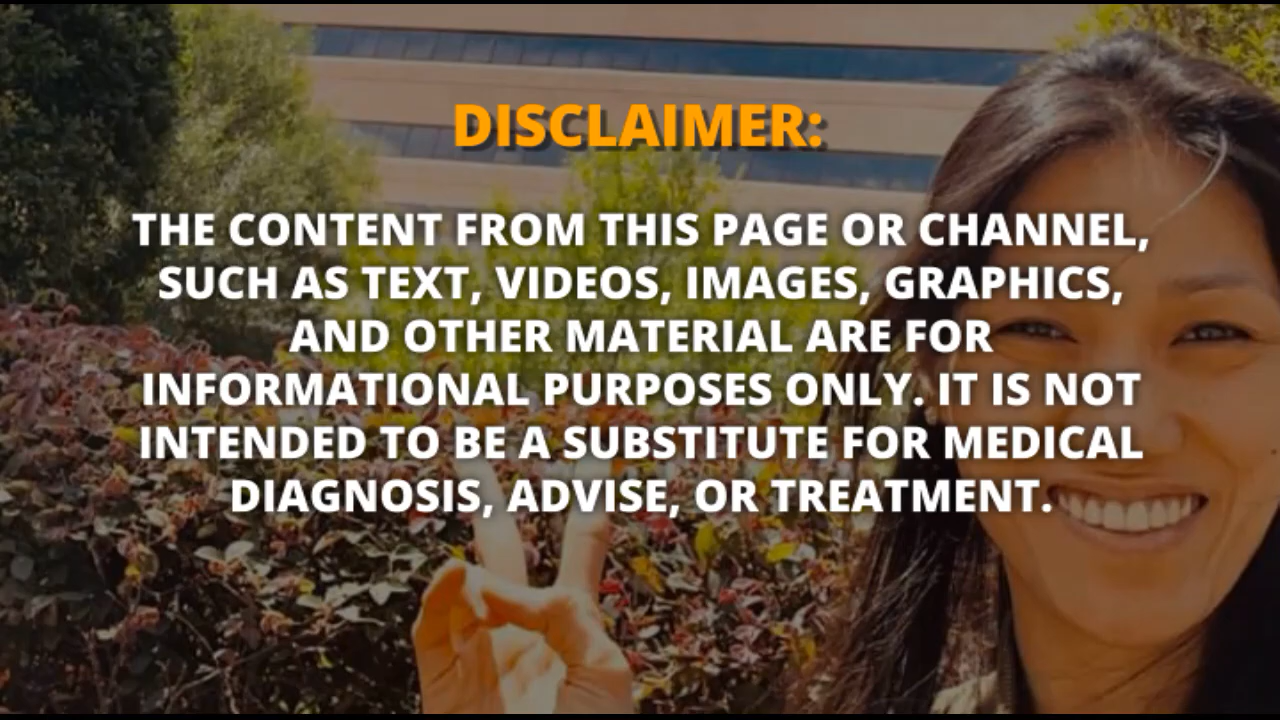 DISCLAIMER:
THE CONTENT FROM THIS PAGE OR CHANNEL,
SUCH AS TEXT, VIDEOS, IMAGES, GRAPHICS,
AND OTHER MATERIAL ARE FOR
INFORMATIONAL PURPOSES ONLY. IT IS NOT
INTENDED TO BE A SUBSTITUTE FOR MEDICAL
DIAGNOSIS, ADVISE, OR TREATMENT.